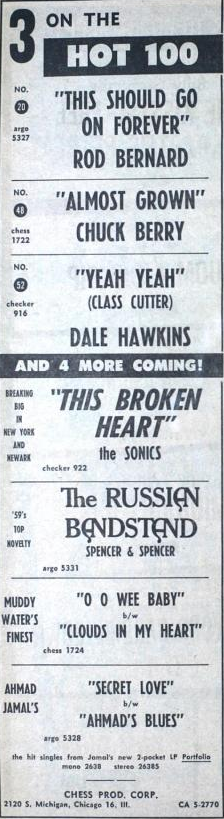 3 ON THE
HOT 100
NO.
20
argo
5327
"THIS SHOULD GO
ON FOREVER"
ROD BERNARD
NO.
48
chess
1722
"ALMOST GROWN"
CHUCK BERRY
NO.
52
checker
916
"YEAH YEAH"
(CLASS CUTTER)
DALE HAWKINS
AND 4 MORE COMING!
BREAKING
BIG
IN
NEW YORK
AND
NEWARK
"THIS BROKEN
HEART"
the SONICS
checker 922
'59's
TOP
NOVELTY
The RUSSIAN
BANDSTAND
SPENCER & SPENCER
argo 5331
MUDDY
WATER'S
FINEST
"O O WEE BABY"
b/w
"CLOUDS IN MY HEART"
chess 1724
AHMAD
JAMAL'S
"SECRET LOVE"
b/w
"AHMAD'S BLUES"
argo 5328
the hit singles from Jamal's new 2-pocket LP Portfolio
mono 2638 stereo 2638S
CHESS PROD. CORP.
2120 S. Michigan, Chicago 16, Ill. CA 5-2770